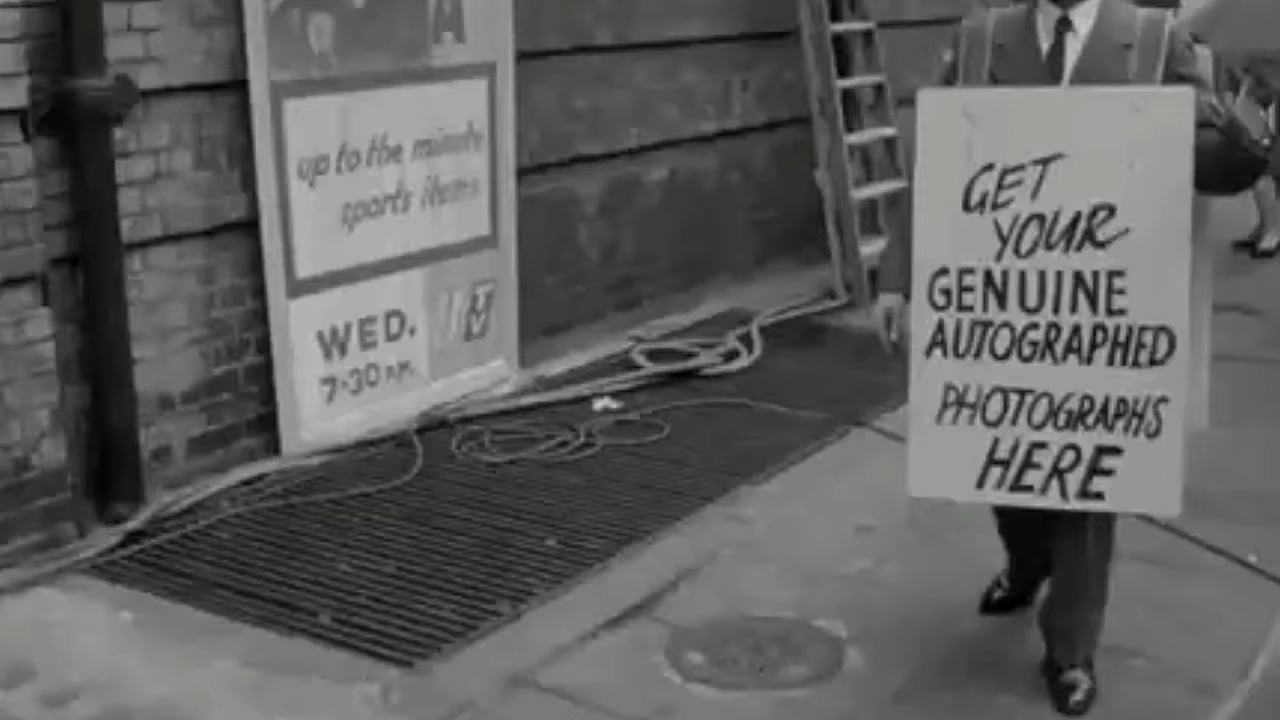 up to the minute
sports items
WED.
7·30 P.M.
GET
YOUR
GENUINE
AUTOGRAPHED
PHOTOGRAPHS
HERE